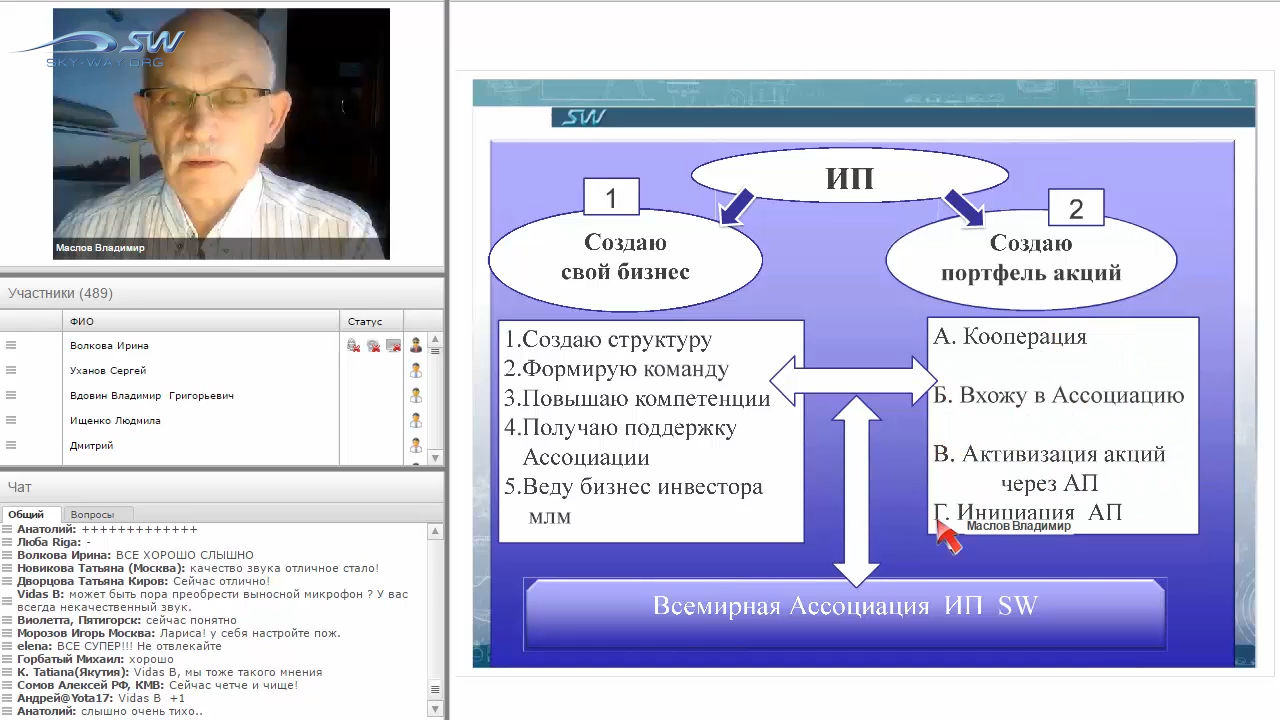 SW
SKY-WAY.ORG
Маслов Владимир
Участники (489)
ФИО
Статус
Волкова Ирина
Уханов Сергей
Вдовин Владимир Григорьевич
Ищенко Людмила
Дмитрий
Чат
Общий
Вопросы
Анатолий: +++++++++++++
Люба Riga: -
Волкова Ирина: ВСЕ ХОРОШО СЛЫШНО
Новикова Татьяна (Москва): качество звука отличное стало!
Дворцова Татьяна Киров: Сейчас отлично!
Vidas B: может быть пора преобрести выносной микрофон ? У вас
всегда некачественный звук.
Виолетта, Пятигорск: сейчас понятно
Морозов Игорь Москва: Лариса! у себя настройте пож.
elena: ВСЕ СУПЕР!!! Не отвлекайте
Горбатый Михаил: хорошо
K. Tatiana(Якутия): Vidas B, мы тоже такого мнения
Сомов Алексей РФ, КМВ: Сейчас четче и чище!
Андрей@Yota17: Vidas B +1
Анатолий: слышно очень тихо..
SW
ИП
1
Создаю
свой бизнес
2
Создаю
портфель акций
1.Создаю структуру
2.Формирую команду
3.Повышаю компетенции
4.Получаю поддержку
Ассоциации
5.Веду бизнес инвестора
млм
А. Кооперация
Б. Вхожу в Ассоциацию
В. Активизация акций
через АП
Г. Инициация АП
Маслов Владимир
Всемирная Ассоциация ИП SW